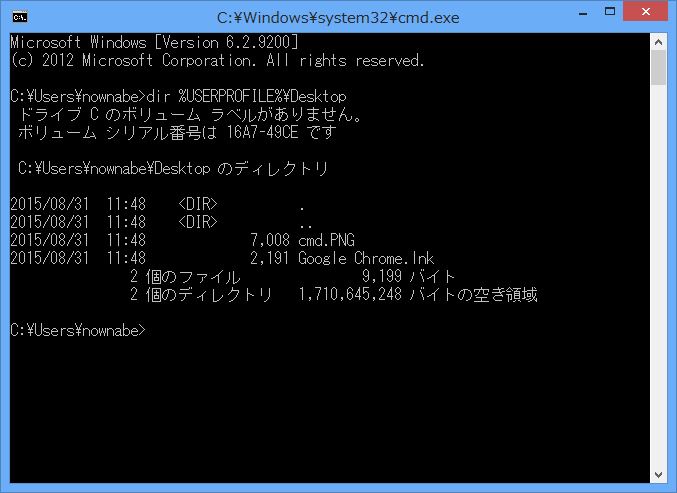 C:¥Windows¥system32¥cmd.exe
Microsoft Windows [Version 6.2.9200]
(c) 2012 Microsoft Corporation. All rights reserved.
C:¥Users¥nownabe>dir %USERPROFILE%¥Desktop
ドライブ C のボリューム ラベルがありません。
ボリューム シリアル番号は 16A7-49CE です
C:¥Users¥nownabe¥Desktop のディレクトリ
2015/08/31  11:48    <DIR>          .
2015/08/31  11:48    <DIR>          ..
2015/08/31  11:48             7,008 cmd.PNG
2015/08/31  11:48             2,191 Google Chrome.lnk
2 個のファイル               9,199 バイト
2 個のディレクトリ   1,710,645,248 バイトの空き領域
C:¥Users¥nownabe>